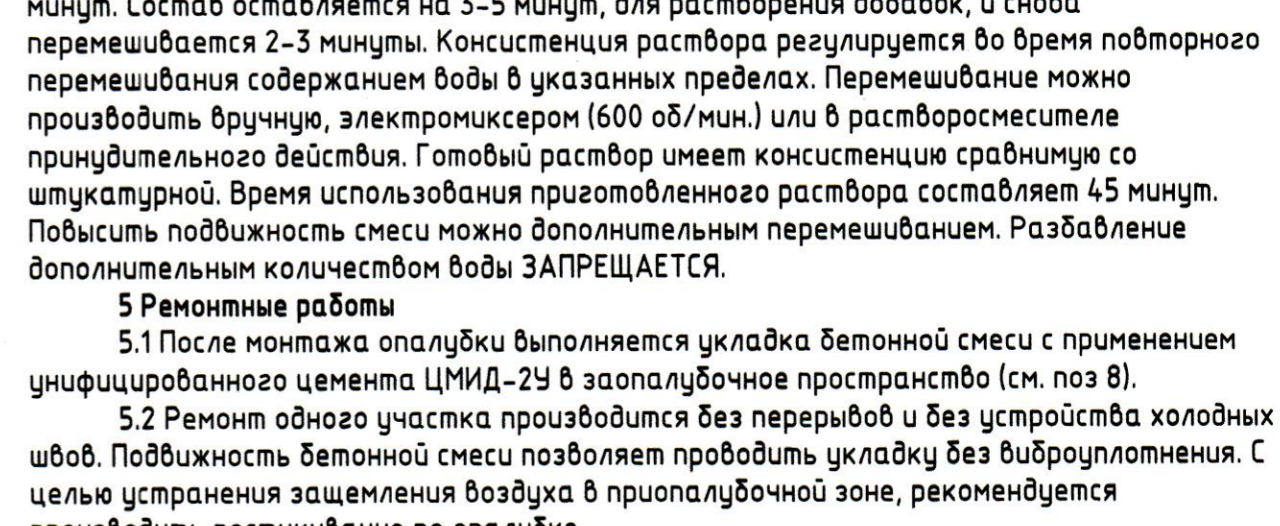 минут. Состав оставляется на 3-5 минут, для растворения добавок, и снова
перемешивается 2-3 минуты. Консистенция раствора регулируется во время повторного
перемешивания содержанием воды в указанных пределах. Перемешивание можно
производить вручную, электромиксером (600 об/мин.) или в растворосмесителе
принудительного действия. Готовый раствор имеет консистенцию сравнимую со
штукатурной. Время использования приготовленного раствора составляет 45 минут.
Повысить подвижность смеси можно дополнительным перемешиванием. Разбавление
дополнительным количеством воды ЗАПРЕЩАЕТСЯ.
5 Ремонтные работы
5.1 После монтажа опалубки выполняется укладка бетонной смеси с применением
унифицированного цемента ЦМИД-2У в заопалубочное пространство (см. поз 8).
5.2 Ремонт одного участка производится без перерывов и без устройства холодных
швов. Подвижность бетонной смеси позволяет проводить укладку без виброуплотнения. С
целью устранения защемления воздуха в приопалубочной зоне, рекомендуется
производить постукивание по опалубке.